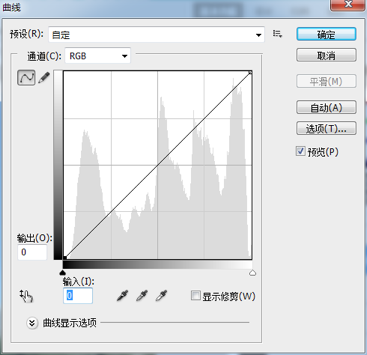 曲线
预设(R): 自定
确定
通道(C): RGB
取消
平滑(M)
自动(A)
选项(T)...
预览(P)
输出(O):
0
输入(I):
0
显示修剪(W)
曲线显示选项